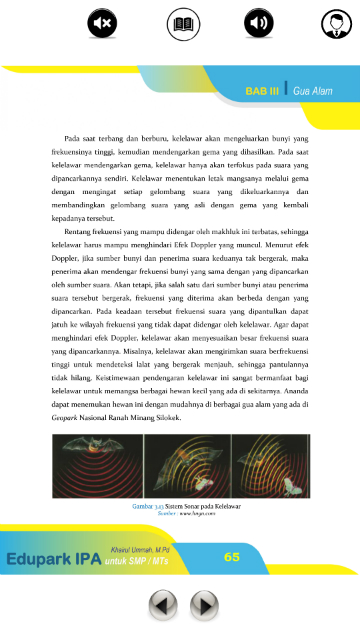 BAB III Gua Alam
Pada saat terbang dan berburu, kelelawar akan mengeluarkan bunyi yang
frekuensinya tinggi, kemudian mendengarkan gema yang dihasilkan. Pada saat
kelelawar mendengarkan gema, kelelawar hanya akan terfokus pada suara yang
dipancarkannya sendiri. Kelelawar menentukan letak mangsanya melalui gema
dengan mengingat setiap gelombang suara yang dikeluarkannya dan
membandingkan gelombang suara yang asli dengan gema yang kembali
kepadanya tersebut.
Rentang frekuensi yang mampu didengar oleh makhluk ini terbatas, sehingga
kelelawar harus mampu menghindari Efek Doppler yang muncul. Menurut efek
Doppler, jika sumber bunyi dan penerima suara keduanya tak bergerak, maka
penerima akan mendengar frekuensi bunyi yang sama dengan yang dipancarkan
oleh sumber suara. Akan tetapi, jika salah satu dari sumber bunyi atau penerima
suara tersebut bergerak, frekuensi yang diterima akan berbeda dengan yang
dipancarkan. Pada keadaan tersebut frekuensi suara yang dipantulkan dapat
jatuh ke wilayah frekuensi yang tidak dapat didengar oleh kelelawar. Agar dapat
menghindari efek Doppler, kelelawar akan menyesuaikan besar frekuensi suara
yang dipancarkannya. Misalnya, kelelawar akan mengirimkan suara berfrekuensi
tinggi untuk mendeteksi lalat yang bergerak menjauh, sehingga pantulannya
tidak hilang. Keistimewaan pendengaran kelelawar ini sangat bermanfaat bagi
kelelawar untuk memangsa berbagai hewan kecil yang ada di sekitarnya. Ananda
dapat menemukan hewan ini dengan mudahnya di berbagai gua alam yang ada di
Geopark Nasional Ranah Minang Silokek.
Gambar 3.13 Sistem Sonar pada Kelelawar
Sumber : www.hnya.com
Khairul Ummah, M.Pd
Edupark IPA untuk SMP / MTs
65